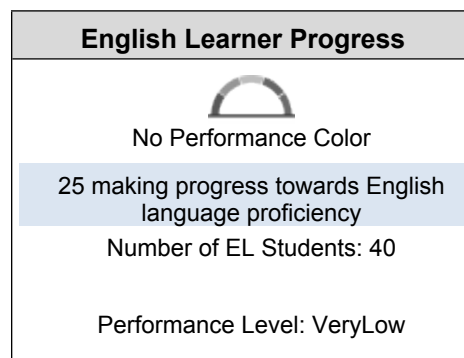 English Learner Progress
No Performance Color
25 making progress towards English
language proficiency
Number of EL Students: 40
Performance Level: VeryLow